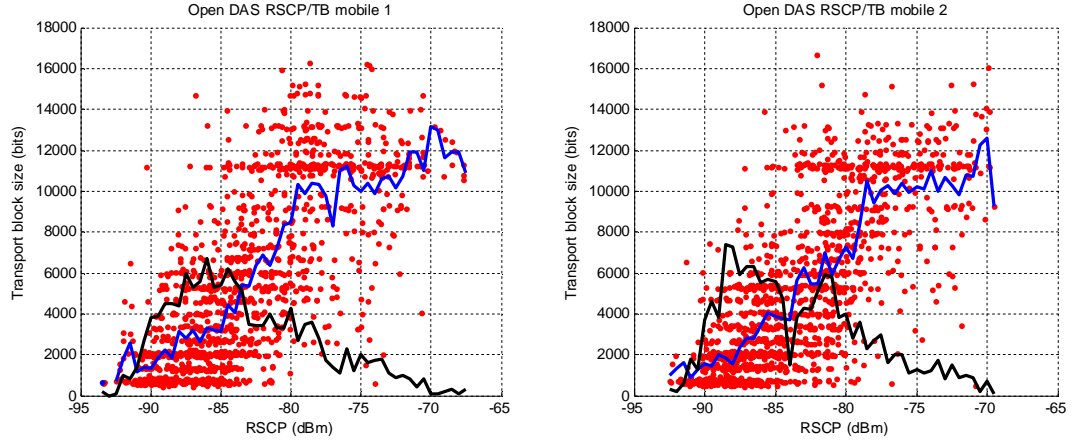 Open DAS RSCP/TB mobile 1
18000
16000
14000
12000
10000
8000
6000
4000
2000
0
Transport block size (bits)
-95 -90 -85 -80 -75 -70 -65
RSCP (dBm)
Open DAS RSCP/TB mobile 2
18000
16000
14000
12000
10000
8000
6000
4000
2000
0
Transport block size (bits)
-95 -90 -85 -80 -75 -70 -65
RSCP (dBm)